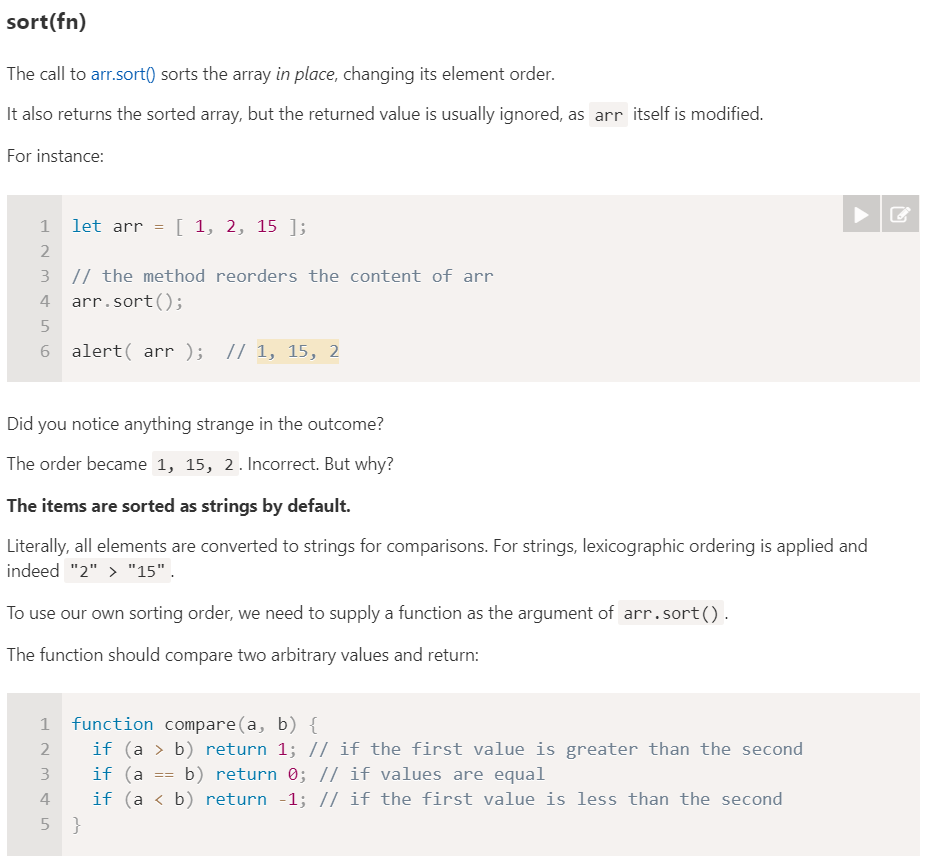 sort(fn)
The call to arr.sort() sorts the array in place, changing its element order.
It also returns the sorted array, but the returned value is usually ignored, as arr itself is modified.
For instance:
1 let arr = [ 1, 2, 15 ];
2
3 // the method reorders the content of arr
4 arr.sort();
5
6 alert( arr );  // 1, 15, 2
Did you notice anything strange in the outcome?
The order became 1, 15, 2. Incorrect. But why?
The items are sorted as strings by default.
Literally, all elements are converted to strings for comparisons. For strings, lexicographic ordering is applied and
indeed "2" > "15".
To use our own sorting order, we need to supply a function as the argument of arr.sort().
The function should compare two arbitrary values and return:
1 function compare(a, b) {
2   if (a > b) return 1; // if the first value is greater than the second
3   if (a == b) return 0; // if values are equal
4   if (a < b) return -1; // if the first value is less than the second
5 }